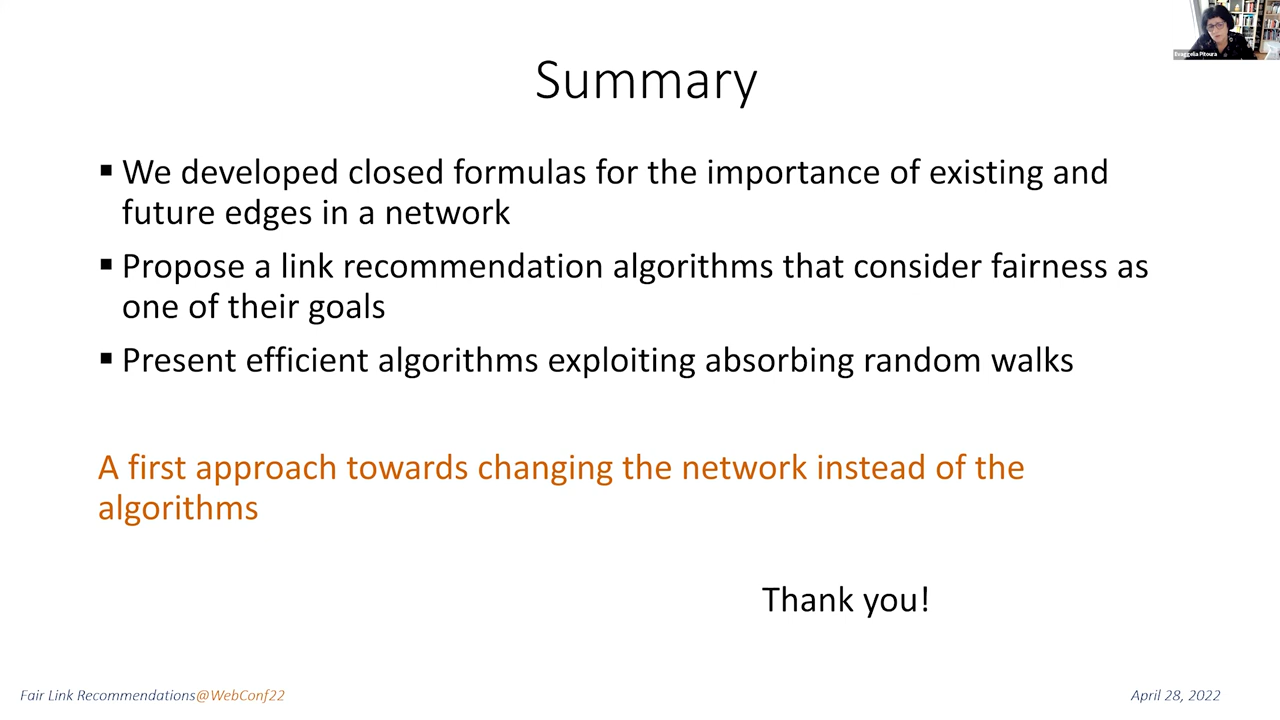 Evaggelia Pitoura
Summary
▪ We developed closed formulas for the importance of existing and
future edges in a network
▪ Propose a link recommendation algorithms that consider fairness as
one of their goals
▪ Present efficient algorithms exploiting absorbing random walks
A first approach towards changing the network instead of the
algorithms
Thank you!
Fair Link Recommendations@WebConf22
April 28, 2022